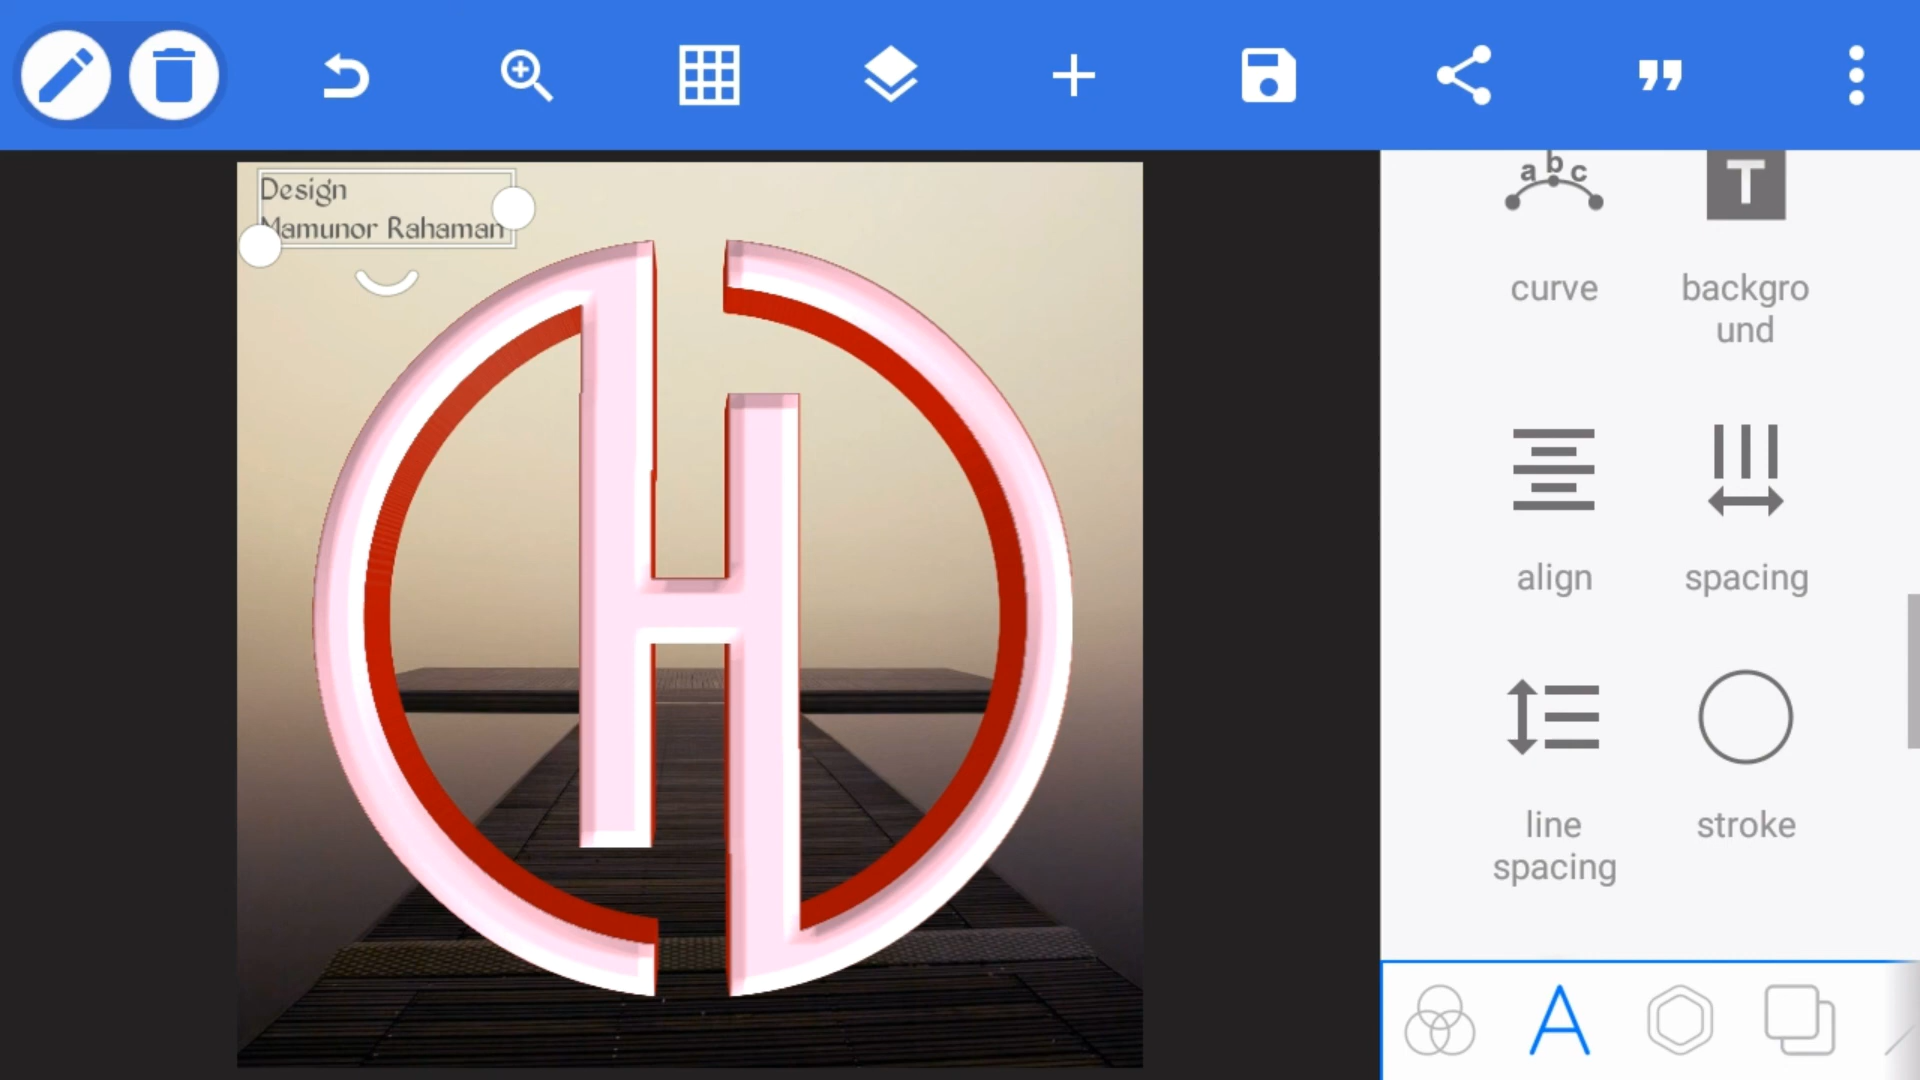 Design
Mamunor Rahaman
H
a b c
T
curve
backgro
und
align
spacing
line
spacing
stroke
A